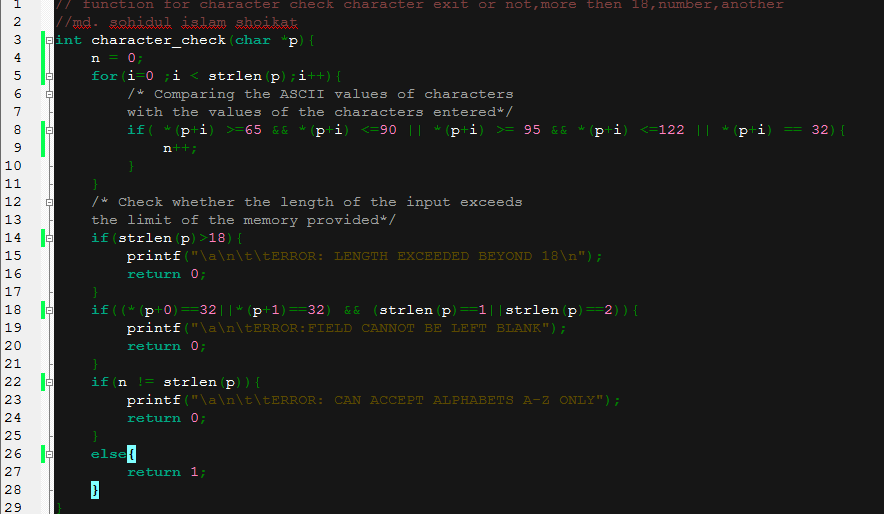 1 // function for character check character exit or not,more then 18,number,another
2 //md. sohidul islam shoikat
3 int character_check(char *p){
4 n = 0;
5 for(i=0 ;i < strlen(p);i++){
6 /* Comparing the ASCII values of characters
7 with the values of the characters entered*/
8 if( *(p+i) >=65 && *(p+i) <=90 || *(p+i) >= 95 && *(p+i) <=122 || *(p+i) == 32){
9 n++;
10 }
11 }
12 /* Check whether the length of the input exceeds
13 the limit of the memory provided*/
14 if(strlen(p)>18){
15 printf("\a\n\t\tERROR: LENGTH EXCEEDED BEYOND 18\n");
16 return 0;
17 }
18 if((*(p+0)==32||*(p+1)==32) && (strlen(p)==1||strlen(p)==2)){
19 printf("\a\n\tERROR:FIELD CANNOT BE LEFT BLANK");
20 return 0;
21 }
22 if(n != strlen(p)){
23 printf("\a\n\t\tERROR: CAN ACCEPT ALPHABETS A-Z ONLY");
24 return 0;
25 }
26 else{
27 return 1;
28 }
29 }